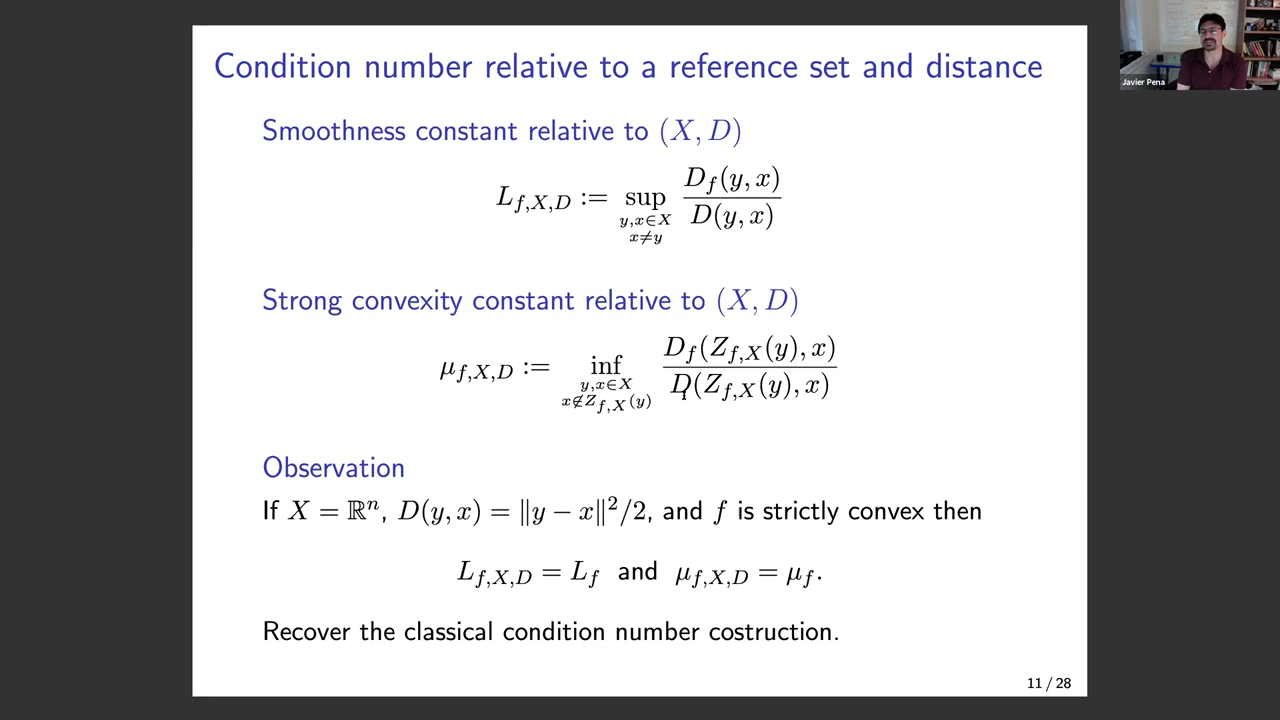 Condition number relative to a reference set and distance
Smoothness constant relative to (X, D)
L_{f,X,D} := sup_{y,x∈X, x≠y} D_f(y, x) / D(y, x)
Strong convexity constant relative to (X, D)
μ_{f,X,D} := inf_{y,x∈X, x∉Z_{f,X}(y)} D_f(Z_{f,X}(y), x) / D(Z_{f,X}(y), x)
Observation
If X = ℝⁿ, D(y, x) = ‖y − x‖²/2, and f is strictly convex then
L_{f,X,D} = L_f and μ_{f,X,D} = μ_f.
Recover the classical condition number costruction.
11 / 28
Javier Pena